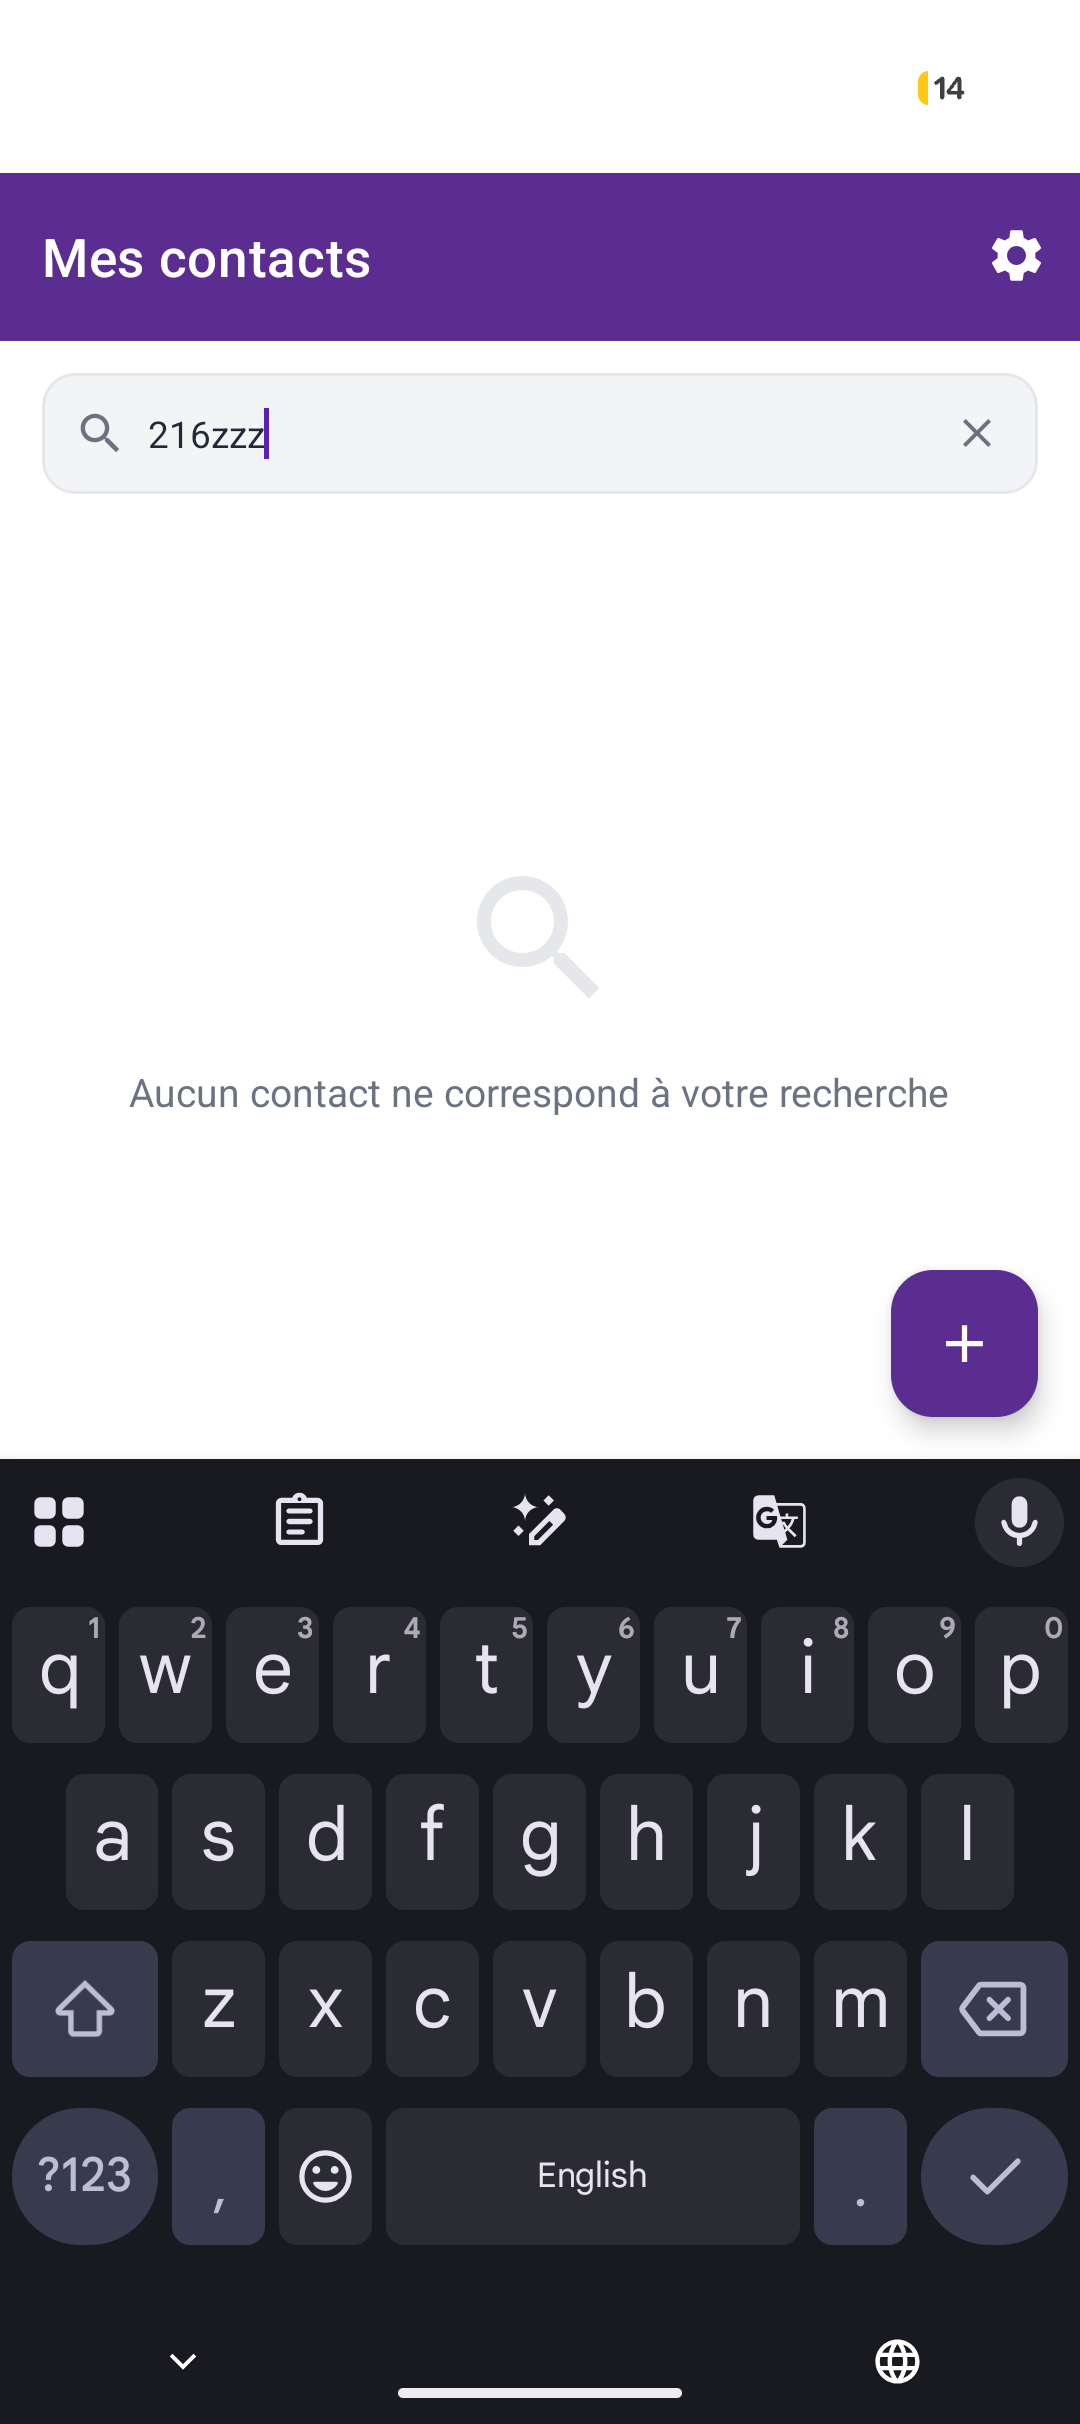 14
Mes contacts
216zzz
Aucun contact ne correspond à votre recherche
1 2 3 4 5 6 7 8 9 0
q w e r t y u i o p
a s d f g h j k l
z x c v b n m
?123 , English .